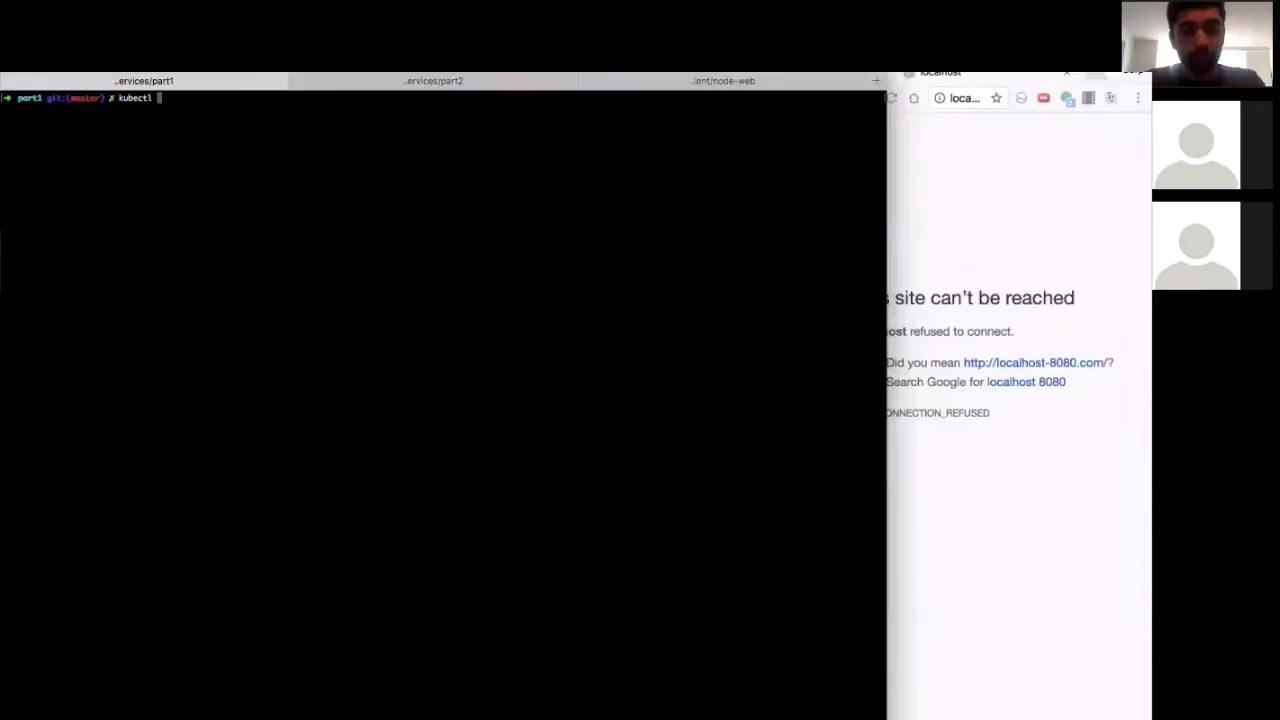 ..ervices/part1
..ervices/part2
..ient/node-web
+
part1 git:(master) ✗ kubectl
localhost
loca...
site can't be reached
ost refused to connect.
Did you mean http://localhost-8080.com/?
Search Google for localhost 8080
ONNECTION_REFUSED